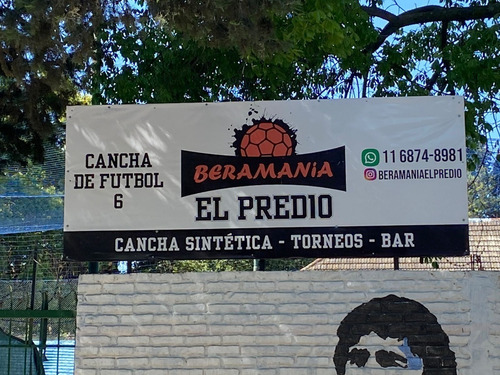 CANCHA
DE FUTBOL
6
BERAMANIA
EL PREDIO
11 6874-8981
BERAMANIAELPREDIO
CANCHA SINTÉTICA - TORNEOS - BAR